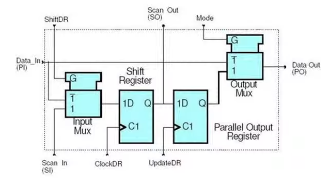 ShiftDR
Scan Out
(SO)
Mode
G
Data_In
(PI)
Shift
Register
T
1
Output
Mux
Data Out
(PO)
G
T
1
Input
Mux
1D Q
C1
1D Q
C1
Parallel Output
Register
Scan In
(SI)
ClockDR
UpdateDR